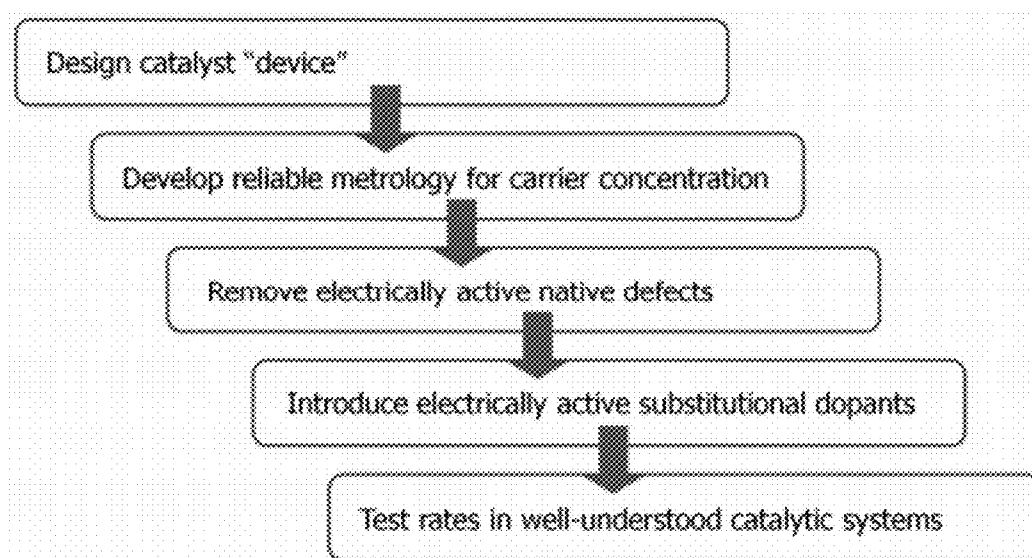 Design catalyst “device”
Develop reliable metrology for carrier concentration
Remove electrically active native defects
Introduce electrically active substitutional dopants
Test rates in well-understood catalytic systems